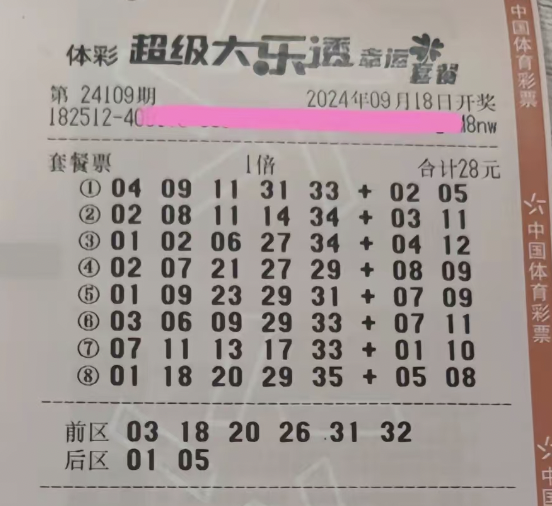 体彩 超级大乐透 幸运套餐
第 24109期 2024年09月18日开奖
182512-40 M8nw
套餐票 1倍 合计28元
① 04 09 11 31 33 + 02 05
② 02 08 11 14 34 + 03 11
③ 01 02 06 27 34 + 04 12
④ 02 07 21 27 29 + 08 09
⑤ 01 09 23 29 31 + 07 09
⑥ 03 06 09 29 33 + 07 11
⑦ 07 11 13 17 33 + 01 10
⑧ 01 18 20 29 35 + 05 08
前区 03 18 20 26 31 32
后区 01 05
中国体育彩票
中国体育彩票
中